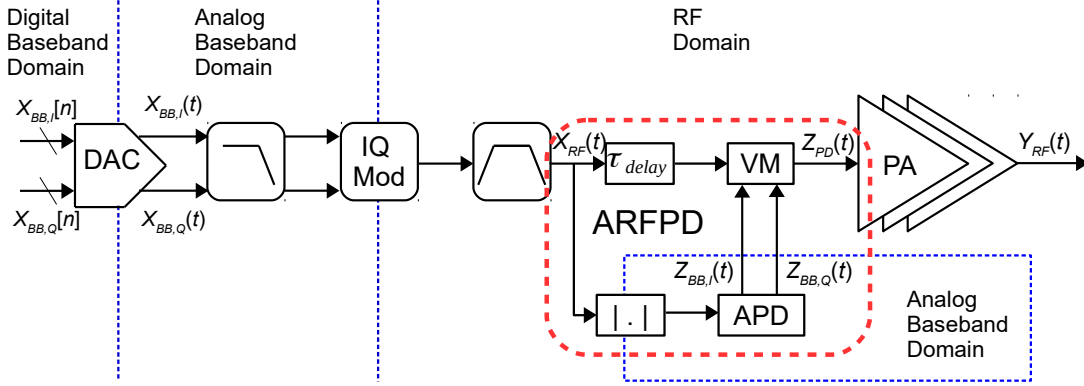 Digital
Baseband
Domain
Analog
Baseband
Domain
RF
Domain
X_BB,I[n]
X_BB,I(t)
DAC
IQ
Mod
X_RF(t)
τ_delay
VM
Z_PD(t)
PA
Y_RF(t)
X_BB,Q[n]
X_BB,Q(t)
ARFPD
Z_BB,I(t)
Z_BB,Q(t)
| . |
APD
Analog
Baseband
Domain